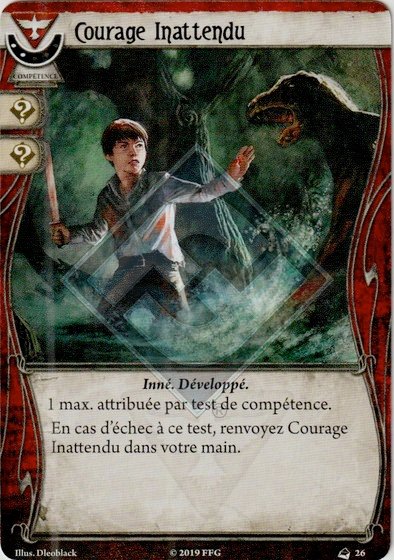 Courage Inattendu
COMPÉTENCE
?
?
Inné. Développé.
1 max. attribuée par test de compétence.
En cas d'échec à ce test, renvoyez Courage
Inattendu dans votre main.
Illus. Dleoblack
© 2019 FFG
26